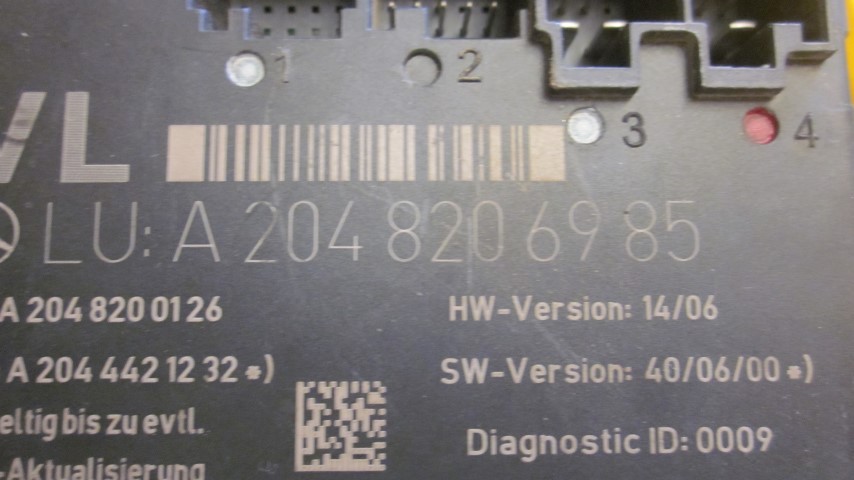 1 2
3 4
VL
LU: A 204 820 69 85
A 204 820 01 26
HW-Version: 14/06
A 204 442 12 32 *)
SW-Version: 40/06/00 *)
eltig bis zu evtl.
Diagnostic ID: 0009
-Aktualisierung